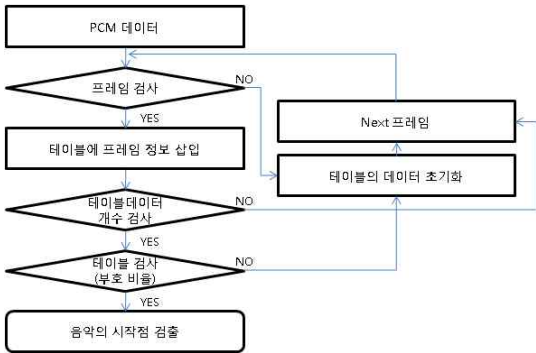 PCM 데이터
프레임 검사
NO
YES
Next 프레임
테이블에 프레임 정보 삽입
테이블의 데이터 초기화
테이블데이터
개수 검사
NO
YES
테이블 검사
(부호 비율)
NO
YES
음악의 시작점 검출